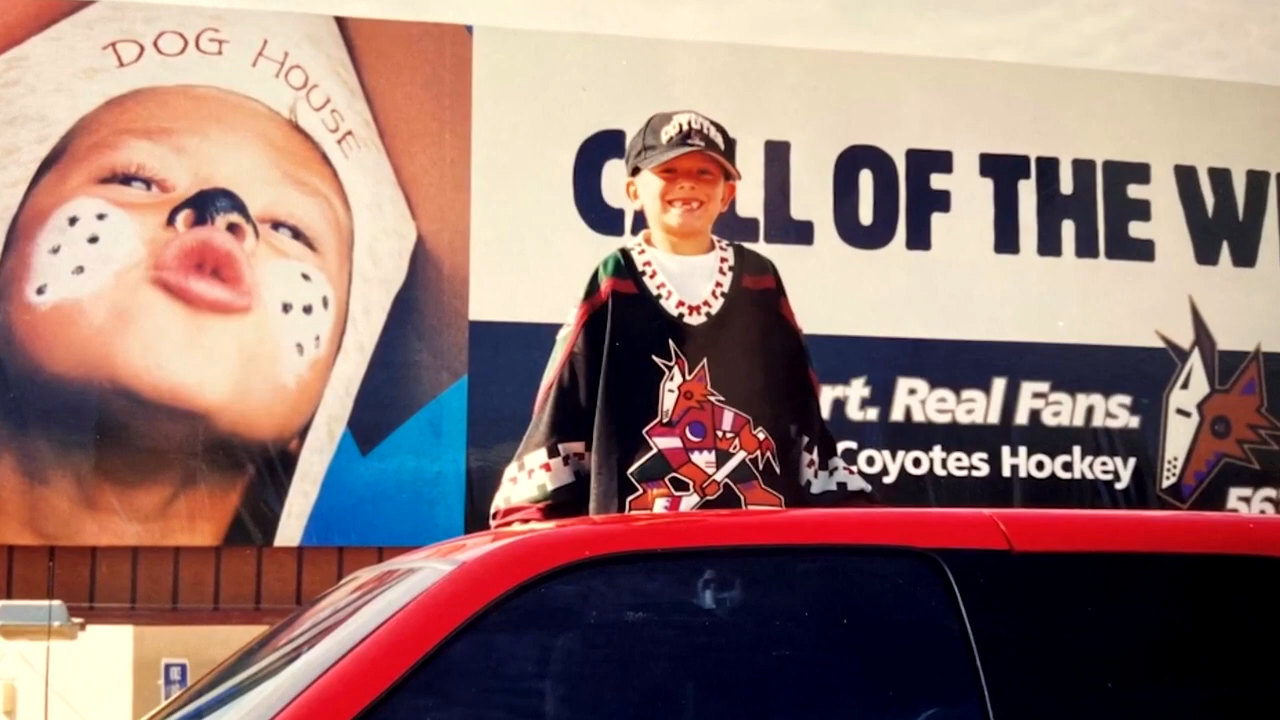 DOG HOUSE
COYOTES
CALL OF THE W
rt. Real Fans.
Coyotes Hockey
56